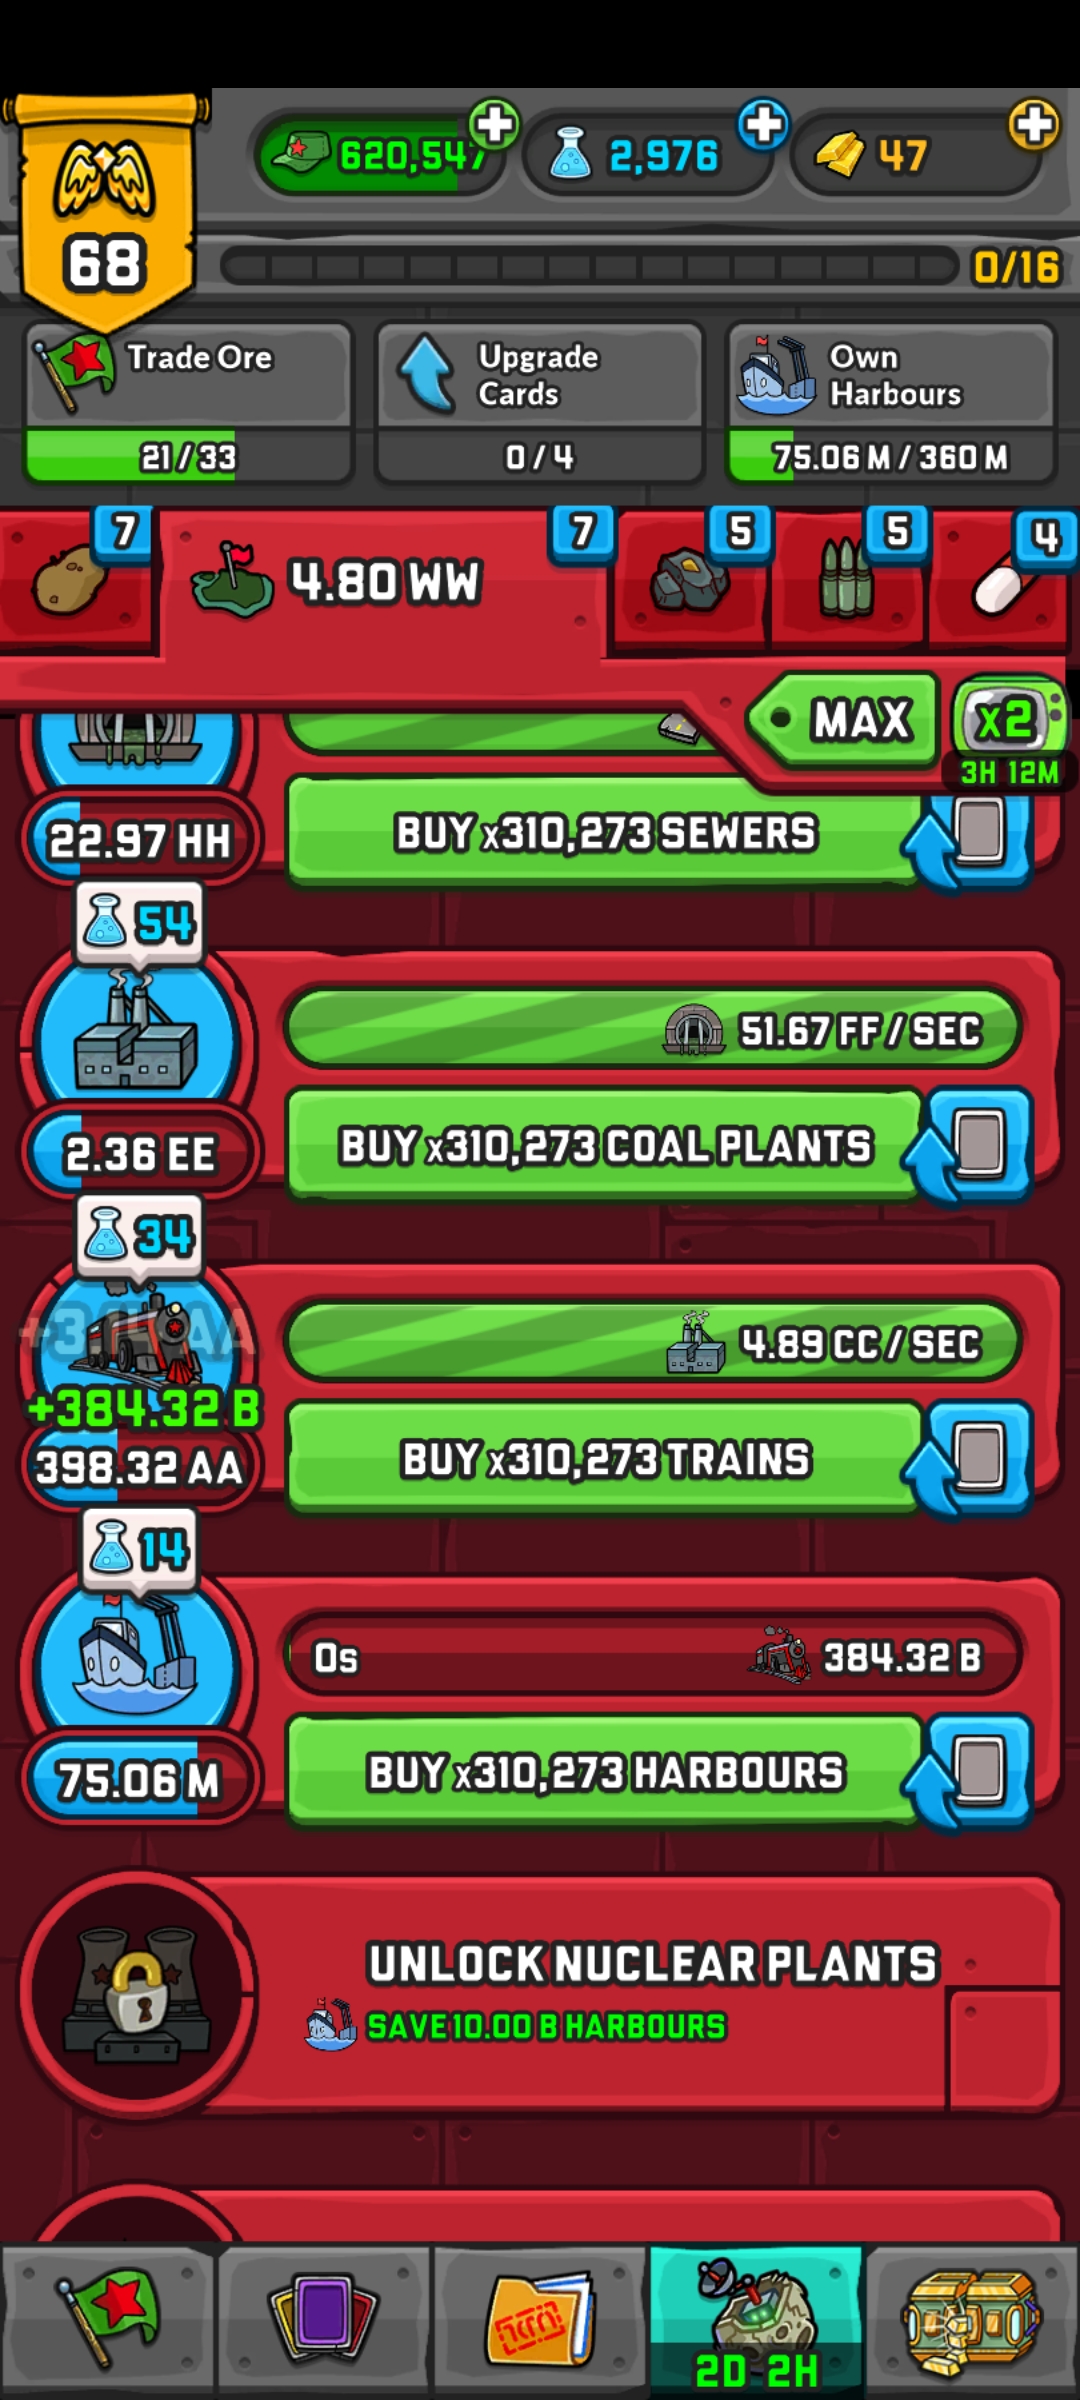 620,547
2,976
47
68
0/16
Trade Ore
21/33
Upgrade
Cards
0/4
Own
Harbours
75.06 M / 360 M
7
4.80 WW
7
5
5
4
MAX
x2
3H 12M
22.97 HH
BUY x310,273 SEWERS
54
51.67 FF / SEC
2.36 EE
BUY x310,273 COAL PLANTS
34
4.89 CC / SEC
+384.32 B
398.32 AA
BUY x310,273 TRAINS
14
0s
384.32 B
75.06 M
BUY x310,273 HARBOURS
UNLOCK NUCLEAR PLANTS
SAVE 10.00 B HARBOURS
2D 2H